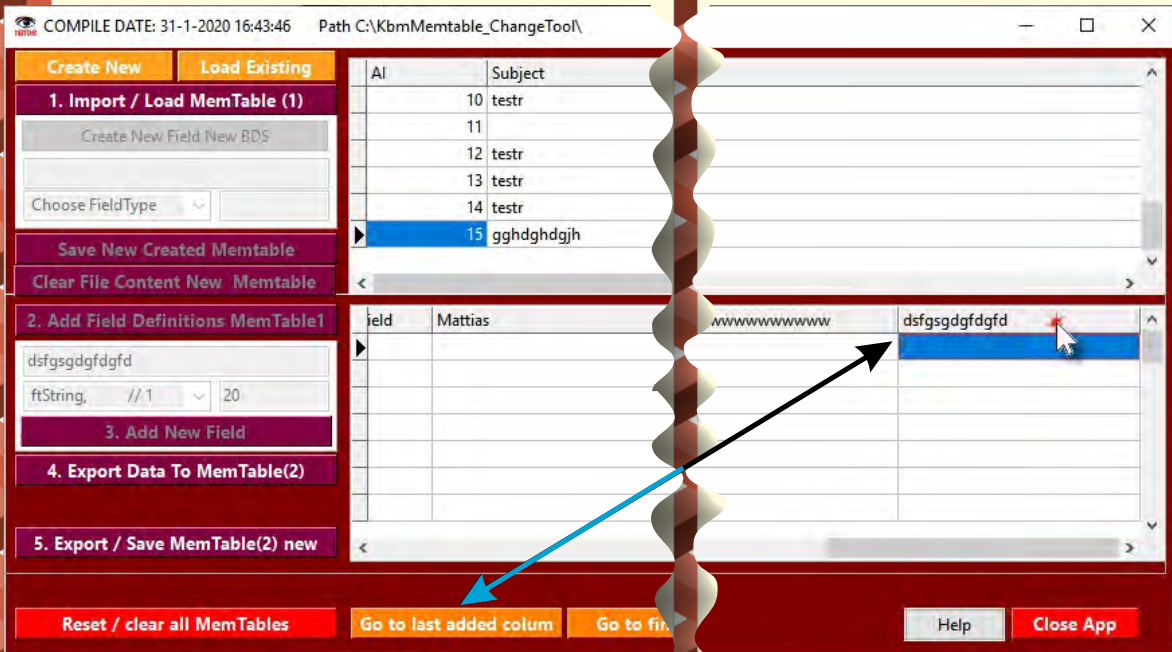 COMPILE DATE: 31-1-2020 16:43:46 Path C:\KbmMemtable_ChangeTool\
Create New Load Existing
1. Import / Load MemTable (1)
Create New Field New BDS
Choose FieldType
Save New Created Memtable
Clear File Content New Memtable
AI Subject
10 testr
11
12 testr
13 testr
14 testr
15 gghdghdgjh
2. Add Field Definitions MemTable1
dsfgsgdgfdgfd
ftString, // 1 20
3. Add New Field
4. Export Data To MemTable(2)
5. Export / Save MemTable(2) new
ield Mattias wwwwwwwwwww dsfgsgdgfdgfd
Reset / clear all MemTables Go to last added colum Go to fir Help Close App